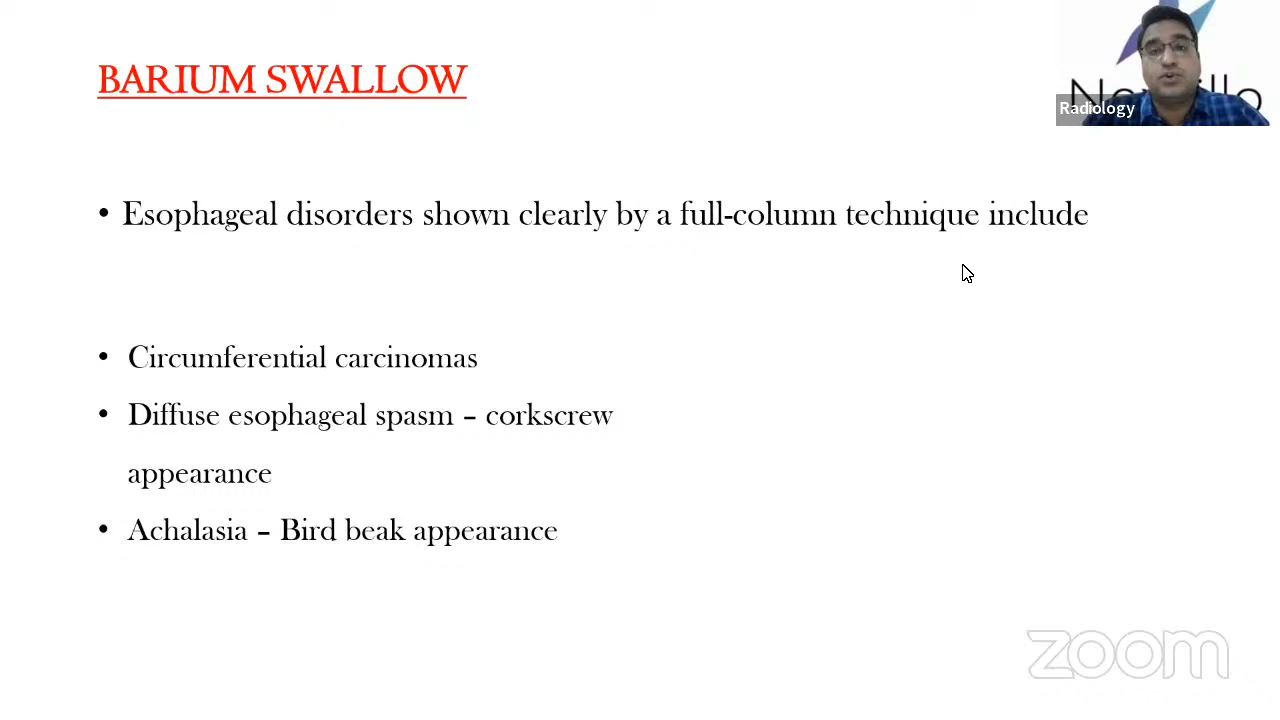 BARIUM SWALLOW
Radiology
• Esophageal disorders shown clearly by a full-column technique include
• Circumferential carcinomas
• Diffuse esophageal spasm – corkscrew
appearance
• Achalasia – Bird beak appearance
zoom